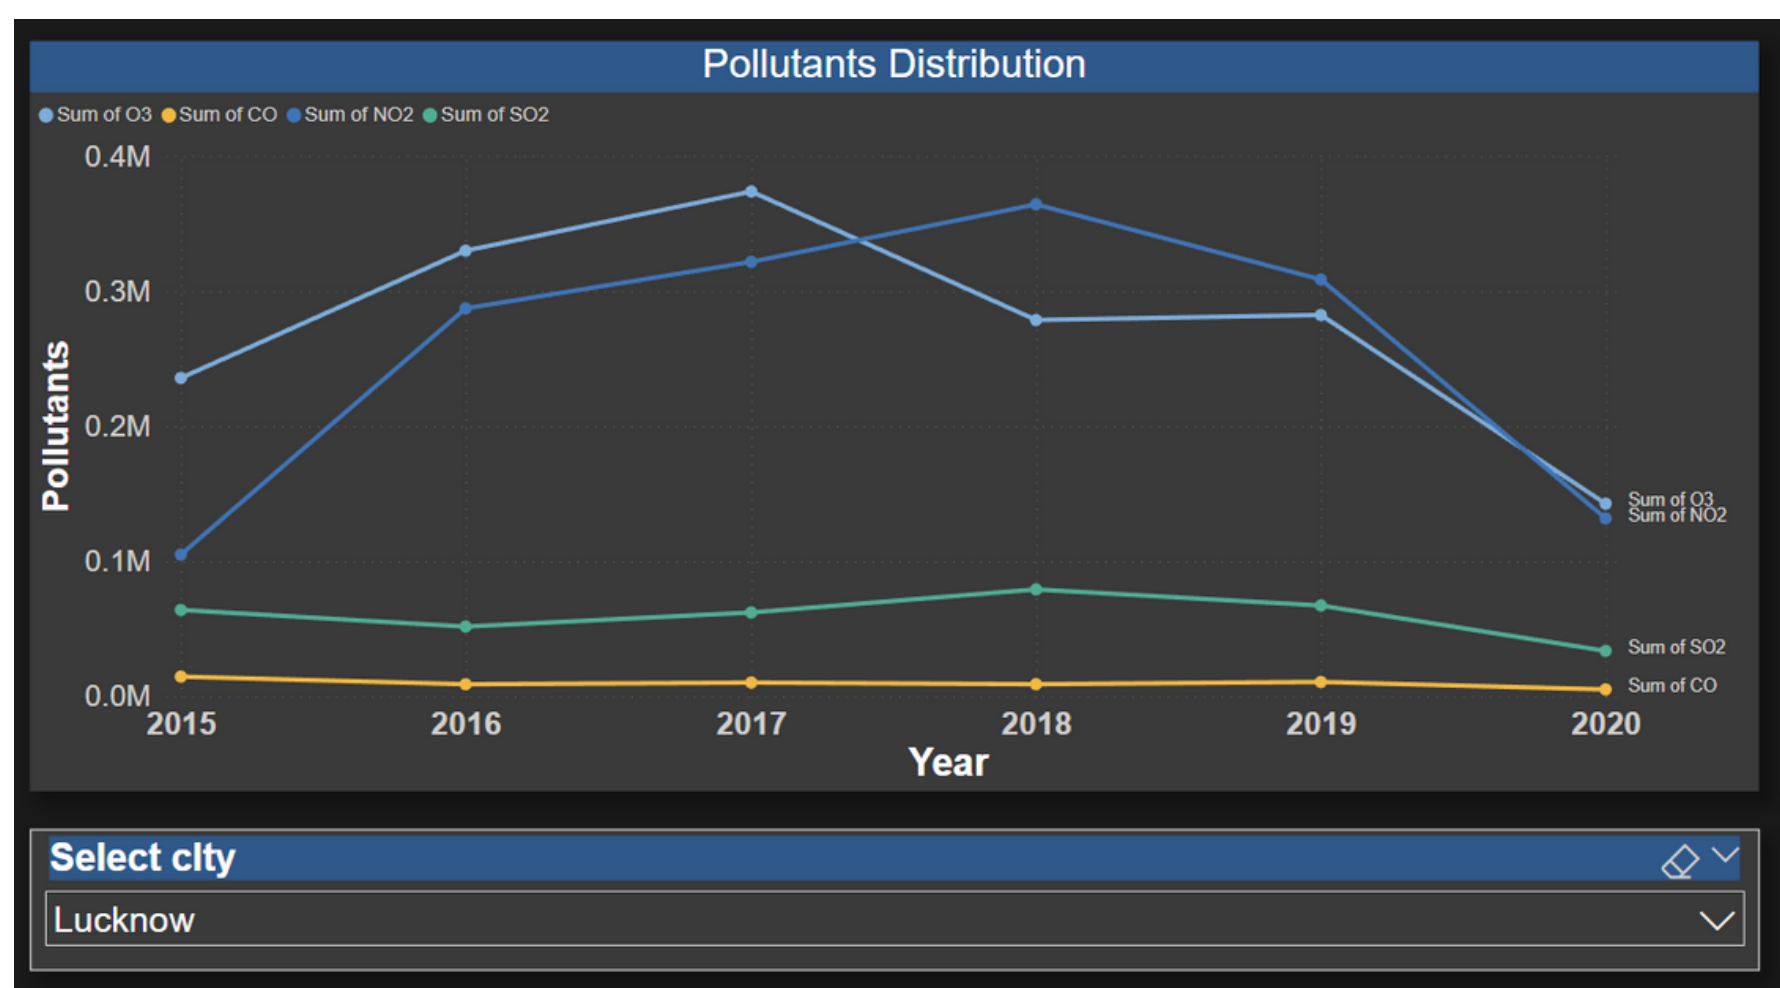 Pollutants Distribution
Sum of O3 Sum of CO Sum of NO2 Sum of SO2
0.4M
0.3M
0.2M
0.1M
0.0M
Pollutants
Sum of O3
Sum of NO2
Sum of SO2
Sum of CO
2015 2016 2017 2018 2019 2020
Year
Select cIty
Lucknow